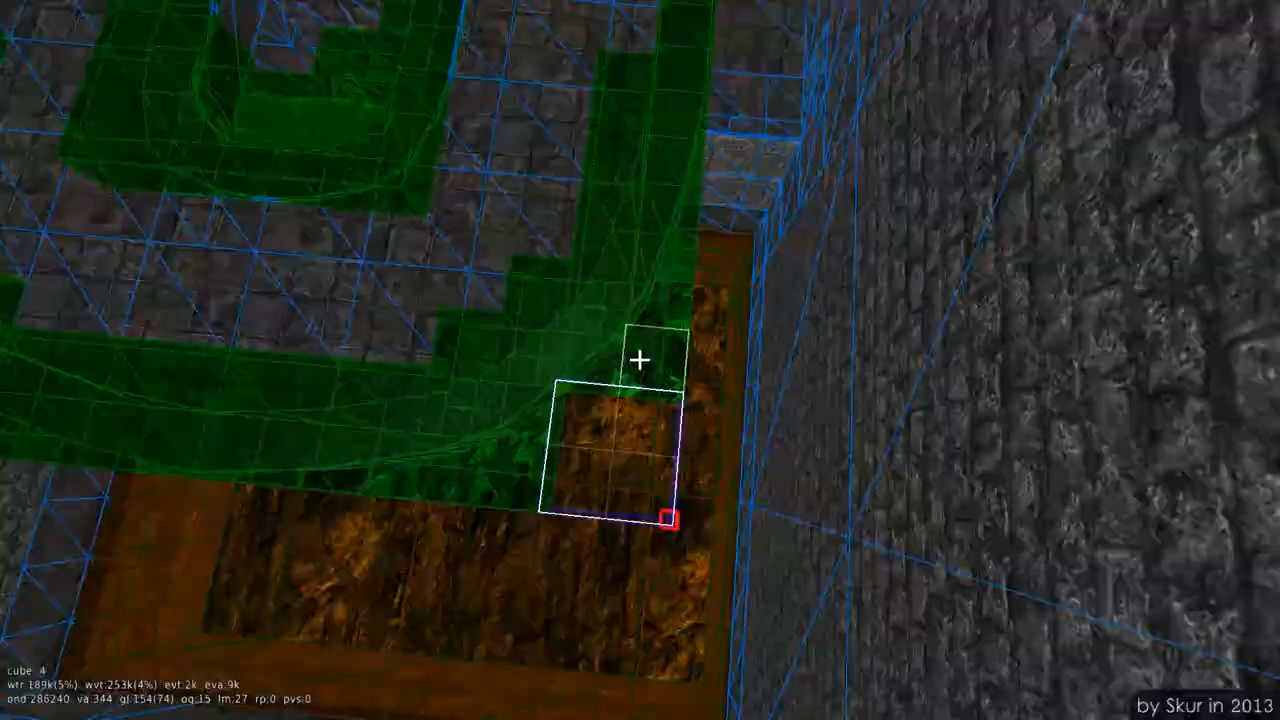 cube 4
wtr:189k(5%) wvt:253k(4%) evt:2k eva:9k
ond:286240 va:344 gl:154(74) oq:15 lm:27 rp:0 pvs:0
by Skur in 2013